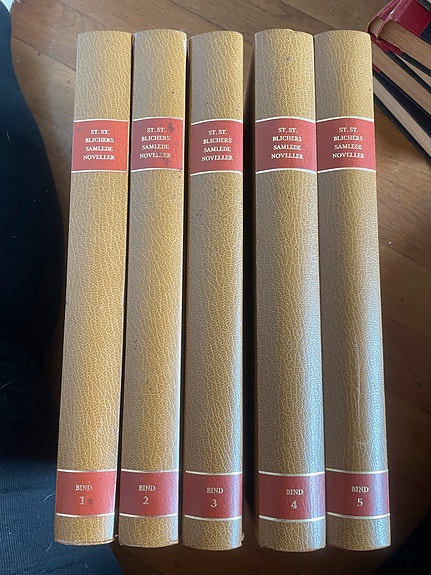 ST. ST.
BLICHERS
SAMLEDE
NOVELLER
BIND
1
ST. ST.
BLICHERS
SAMLEDE
NOVELLER
BIND
2
ST. ST.
BLICHERS
SAMLEDE
NOVELLER
BIND
3
ST. ST.
BLICHERS
SAMLEDE
NOVELLER
BIND
4
ST. ST.
BLICHERS
SAMLEDE
NOVELLER
BIND
5